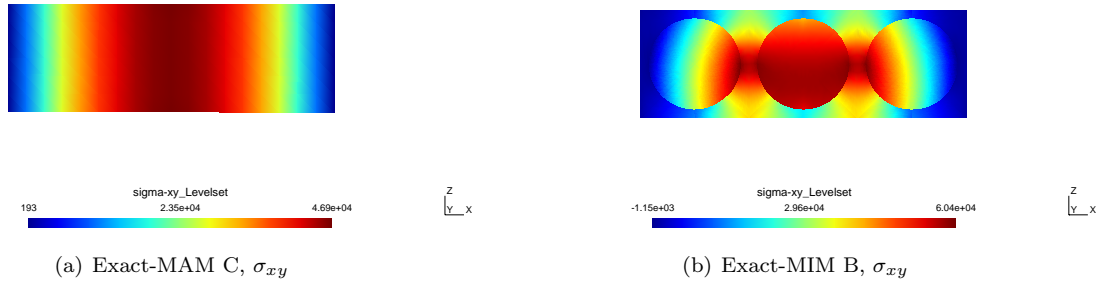 sigma-xy_Levelset
193 2.35e+04 4.69e+04
Z
Y X
(a) Exact-MAM C, σxy
sigma-xy_Levelset
-1.15e+03 2.96e+04 6.04e+04
Z
Y X
(b) Exact-MIM B, σxy